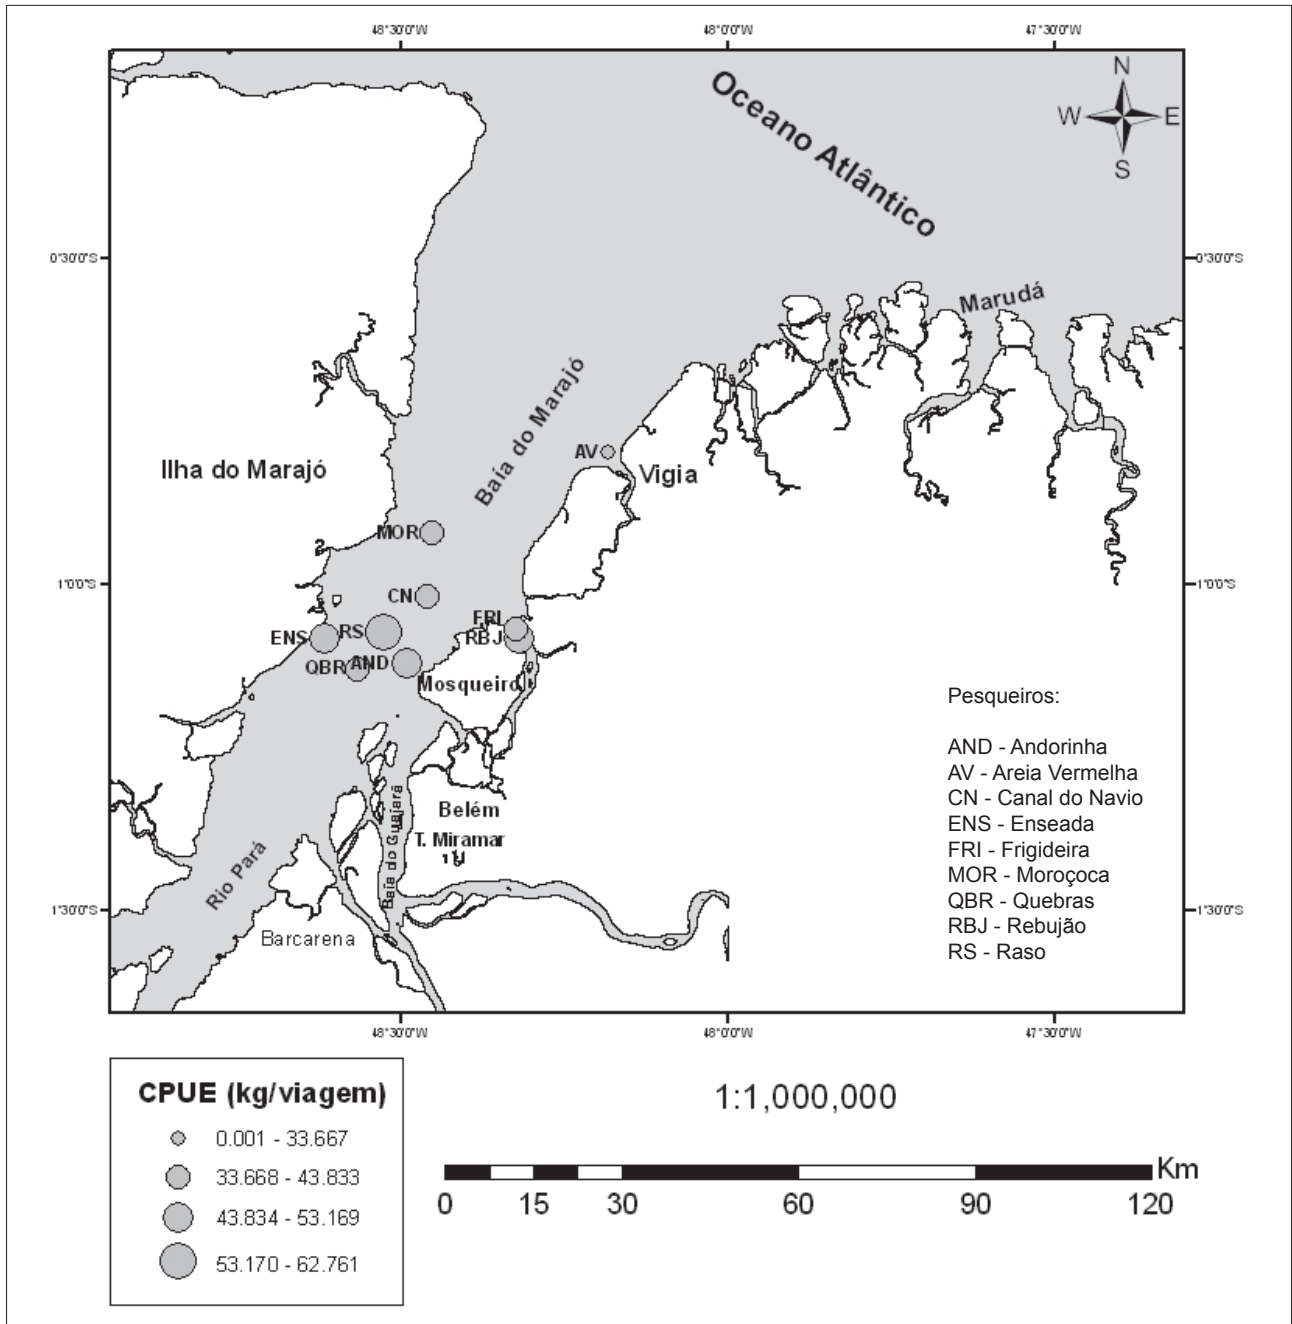 48°30'0"W
48°0'0"W
47°30'0"W
N
W
E
S
Oceano Atlântico
0°30'0"S
0°30'0"S
Marudá
Baía do Marajó
Ilha do Marajó
AV
Vigia
MOR
1°0'0"S
1°0'0"S
CN
FRI
RS
RBJ
ENS
QBR
AND
Mosqueiro
Pesqueiros:
AND - Andorinha
AV - Areia Vermelha
CN - Canal do Navio
ENS - Enseada
FRI - Frigideira
MOR - Moroçoca
QBR - Quebras
RBJ - Rebujão
RS - Raso
Belém
T. Miramar
Baía do Guajará
Rio Pará
Barcarena
1°30'0"S
1°30'0"S
48°30'0"W
48°0'0"W
47°30'0"W
CPUE (kg/viagem)
0.001 - 33.667
33.668 - 43.833
43.834 - 53.169
53.170 - 62.761
1:1,000,000
Km
0 15 30 60 90 120